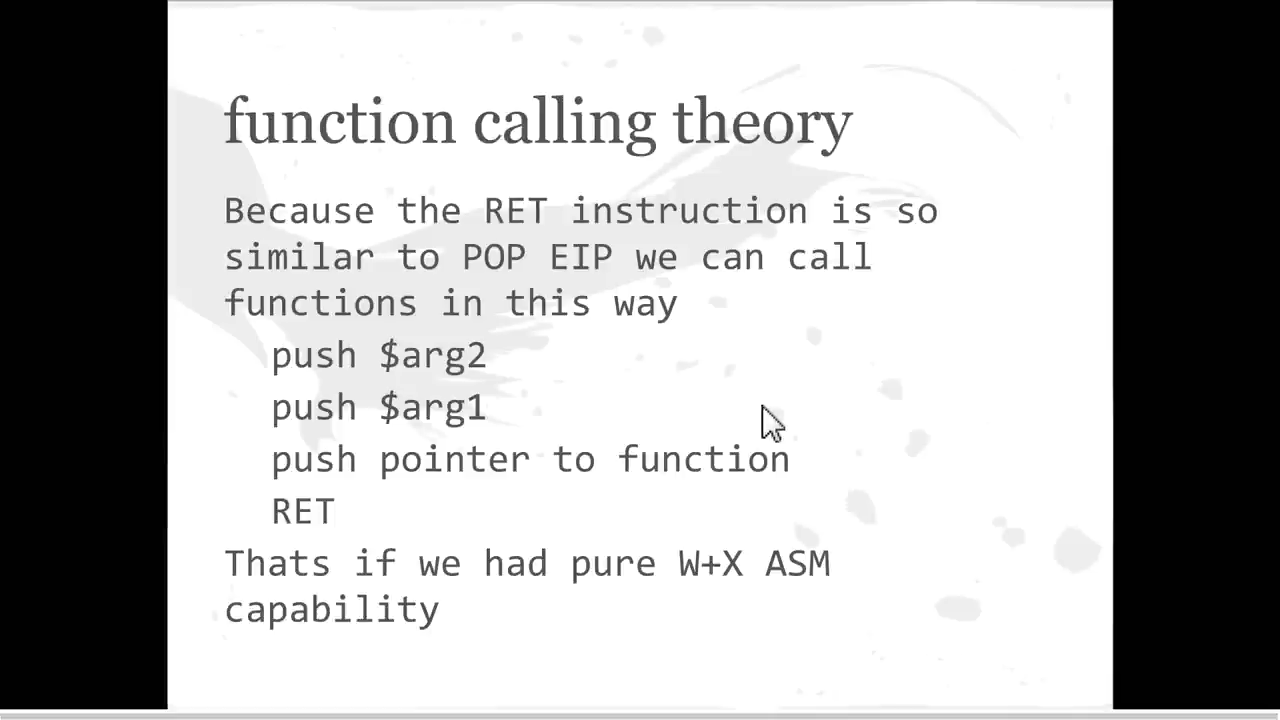 function calling theory
Because the RET instruction is so
similar to POP EIP we can call
functions in this way
push $arg2
push $arg1
push pointer to function
RET
Thats if we had pure W+X ASM
capability